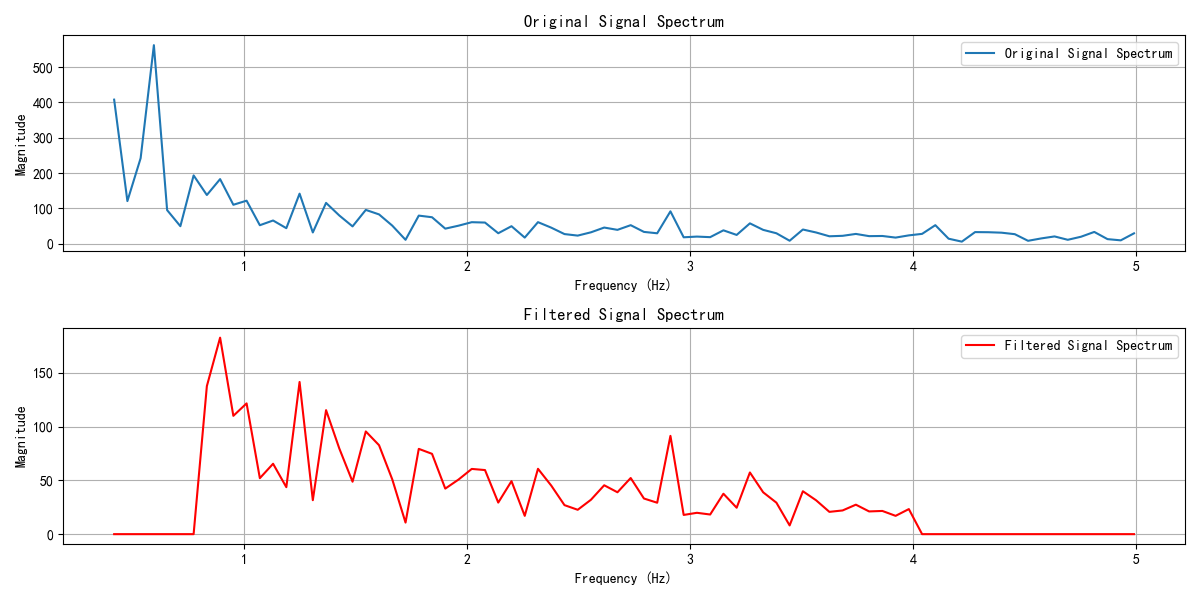 Original Signal Spectrum
Original Signal Spectrum
Magnitude
500
400
300
200
100
0
1 2 3 4 5
Frequency (Hz)
Filtered Signal Spectrum
Filtered Signal Spectrum
Magnitude
150
100
50
0
1 2 3 4 5
Frequency (Hz)